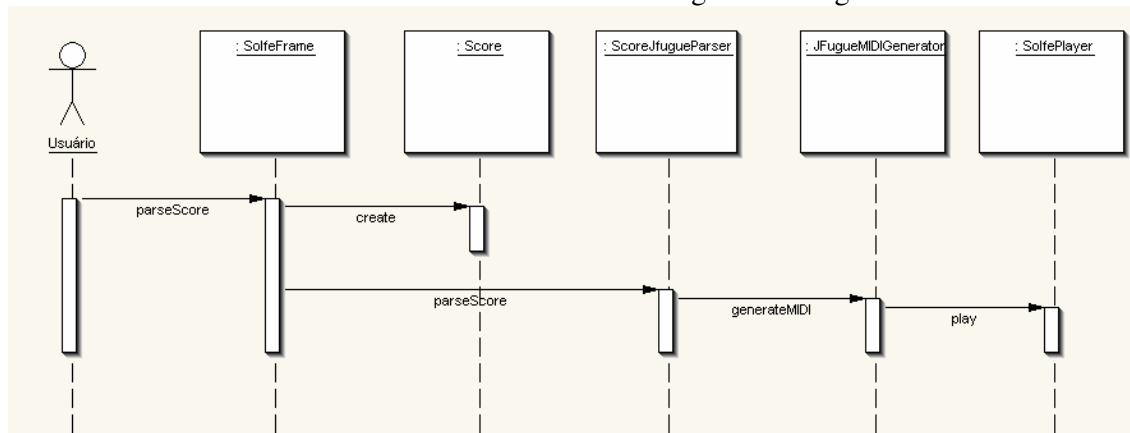 : SolfeFrame
: Score
: ScoreJfugueParser
: JFugueMIDIGenerator
: SolfePlayer
Usuário
parseScore
create
parseScore
generateMIDI
play